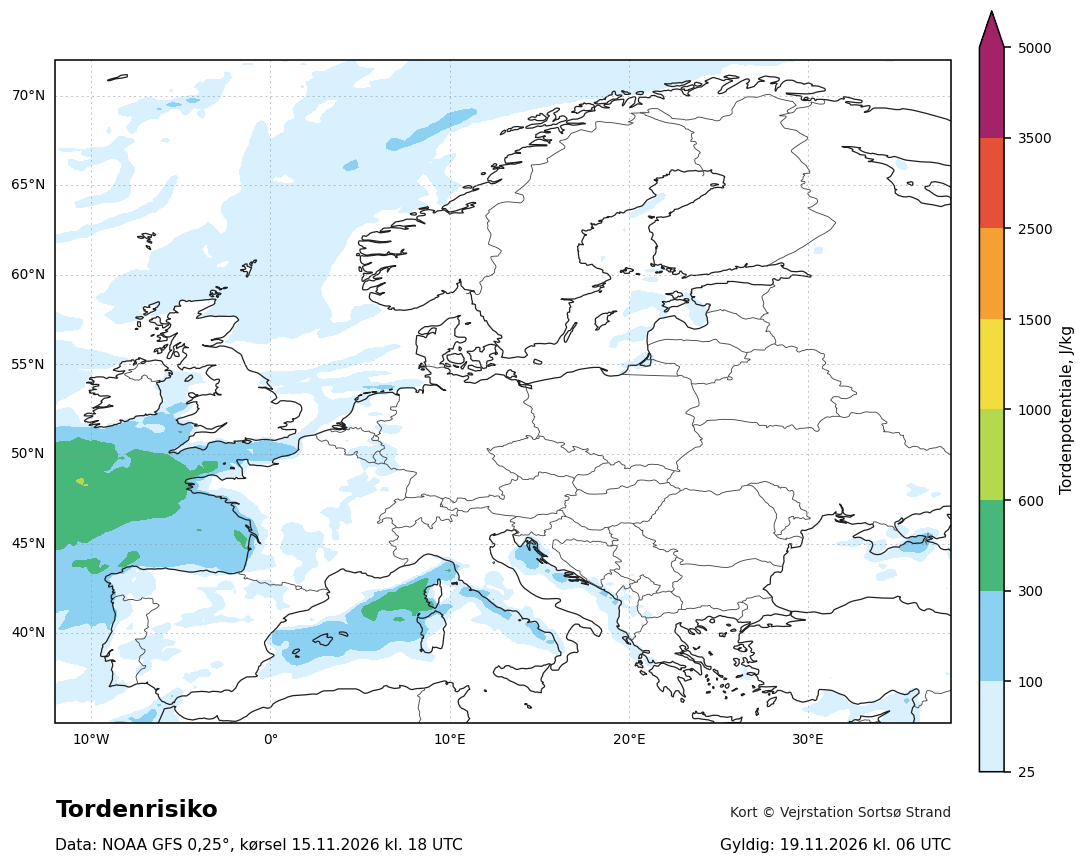 70°N
65°N
60°N
55°N
50°N
45°N
40°N
10°W
0°
10°E
20°E
30°E
5000
3500
2500
1500
1000
600
300
100
25
Tordenpotentiale, J/kg
Tordenrisiko
Kort © Vejrstation Sortsø Strand
Data: NOAA GFS 0,25°, kørsel 15.11.2026 kl. 18 UTC
Gyldig: 19.11.2026 kl. 06 UTC